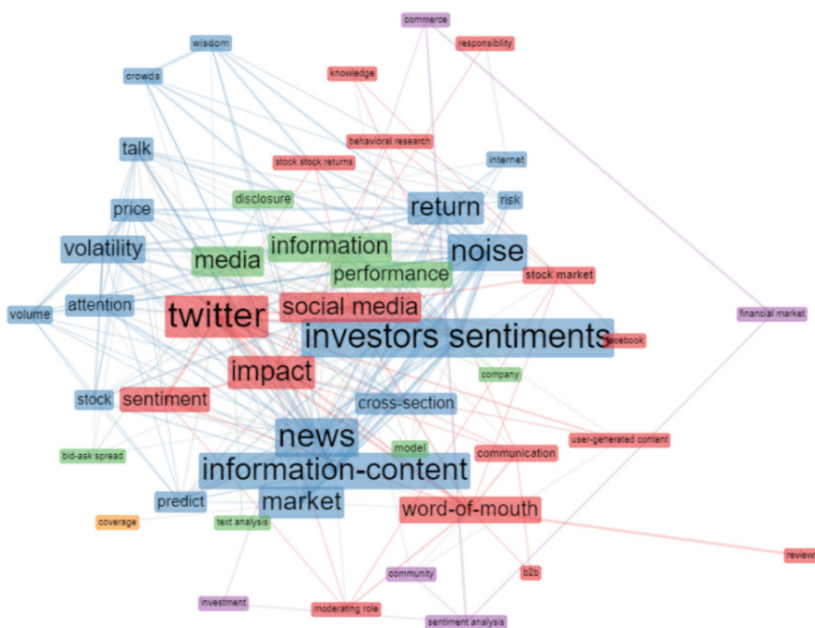 commerce
wisdom
responsibility
crowds
knowledge
behavioral research
talk
internet
stock stock returns
disclosure
risk
price
return
information
volatility
noise
media
performance
stock market
attention
social media
volume
twitter
financial market
investors sentiments
facebook
impact
company
stock
sentiment
cross-section
news
user-generated content
model
communication
bid-ask spread
information-content
predict
market
word-of-mouth
coverage
text analysis
reviews
community
b2b
investment
moderating role
sentiment analysis